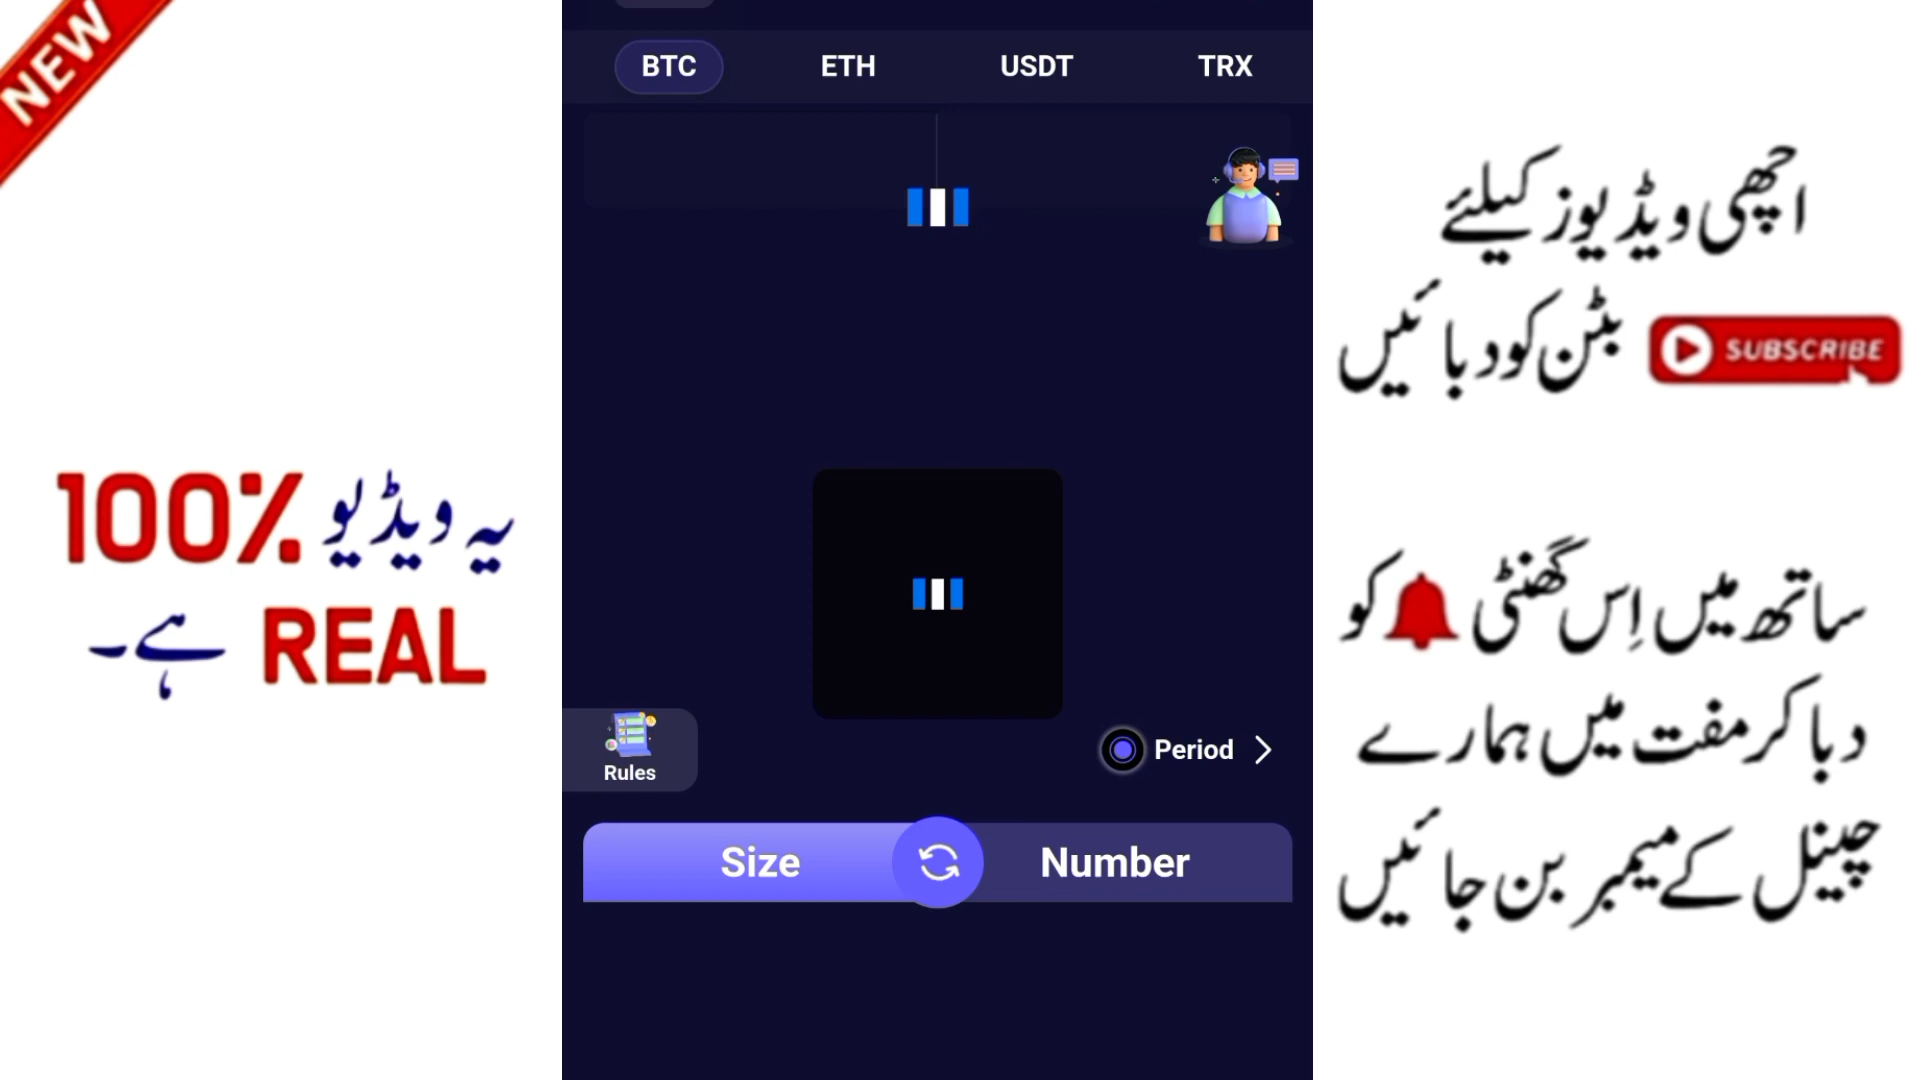 NEW
یہ ویڈیو 100%
REAL ہے۔
BTC
ETH
USDT
TRX
Rules
Period
Size
Number
اچھی ویڈیوز کیلئے
SUBSCRIBE بٹن کو دبائیں
ساتھ میں اِس گھنٹی کو
دبا کر مفت میں ہمارے
چینل کے میمبر بن جائیں